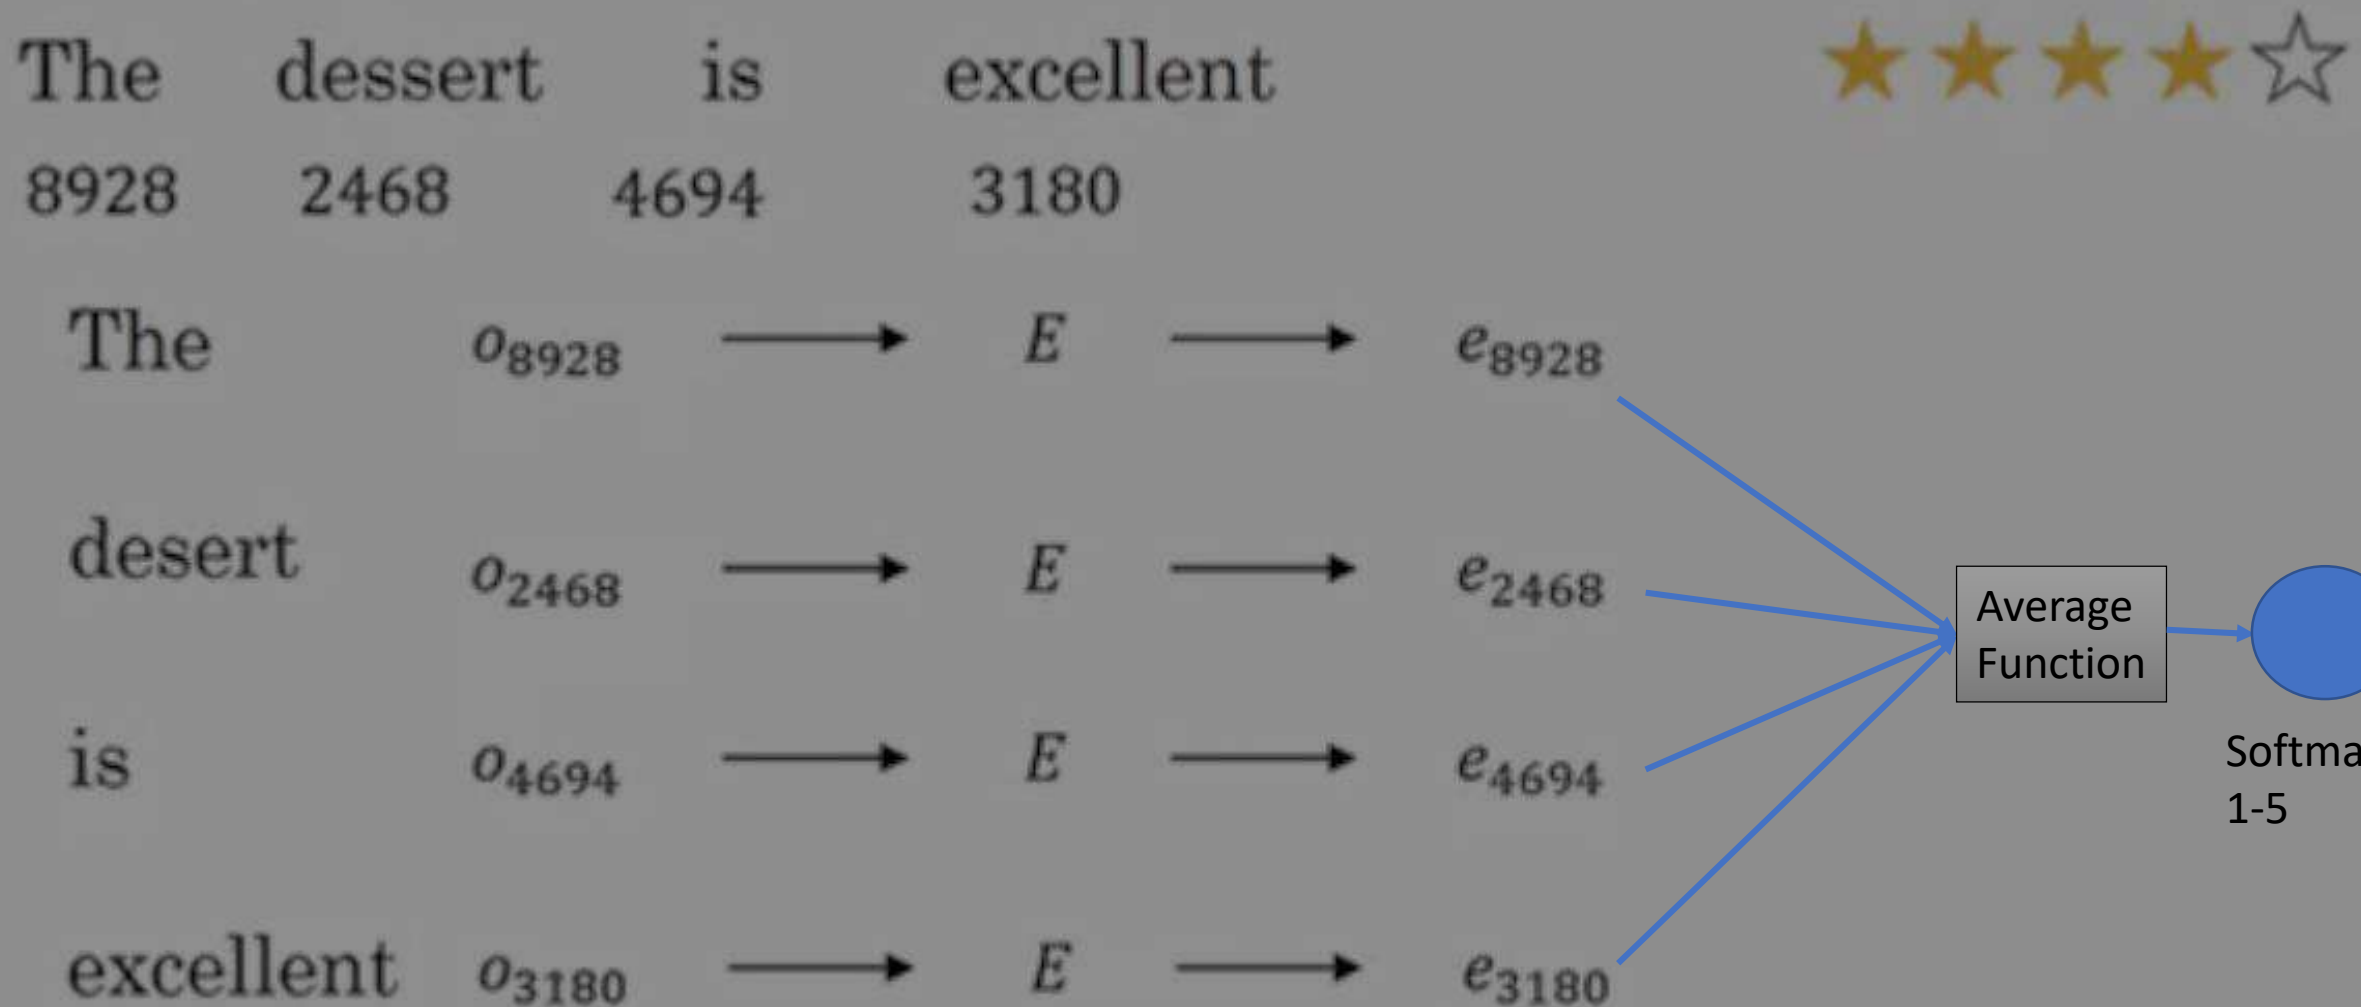 The dessert is excellent
8928 2468 4694 3180
The o8928 E e8928
desert o2468 E e2468
Average
Function
is o4694 E e4694
Softma
1-5
excellent o3180 E e3180